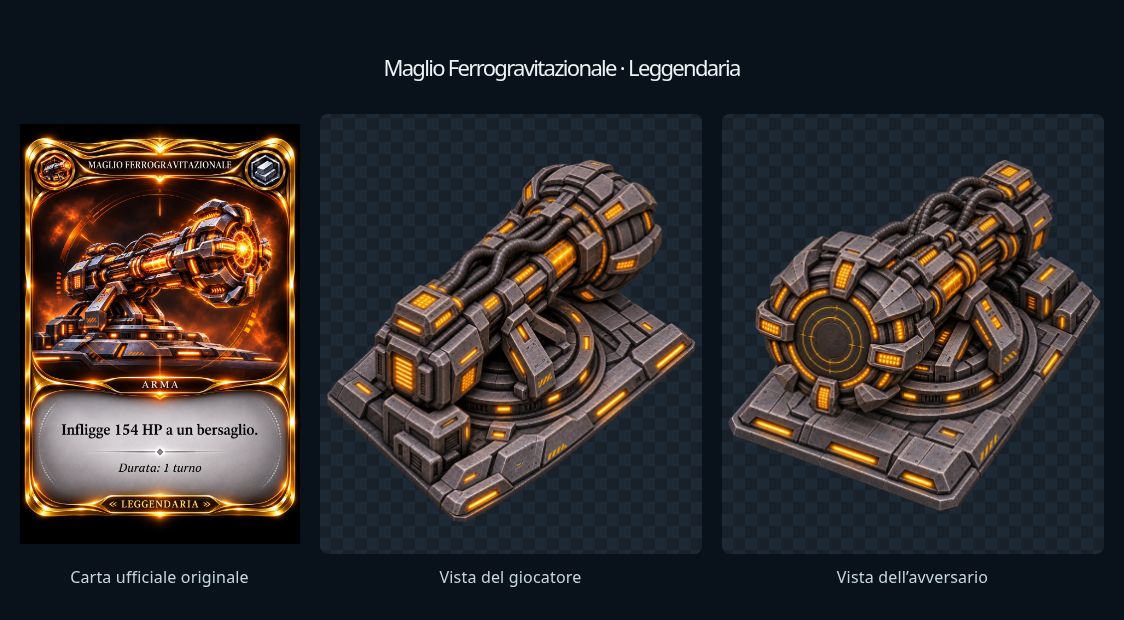 Maglio Ferrogravitazionale · Leggendaria
MAGLIO FERROGRAVITAZIONALE
ARMA
Infligge 154 HP a un bersaglio.
Durata: 1 turno
« LEGGENDARIA »
Carta ufficiale originale
Vista del giocatore
Vista dell’avversario